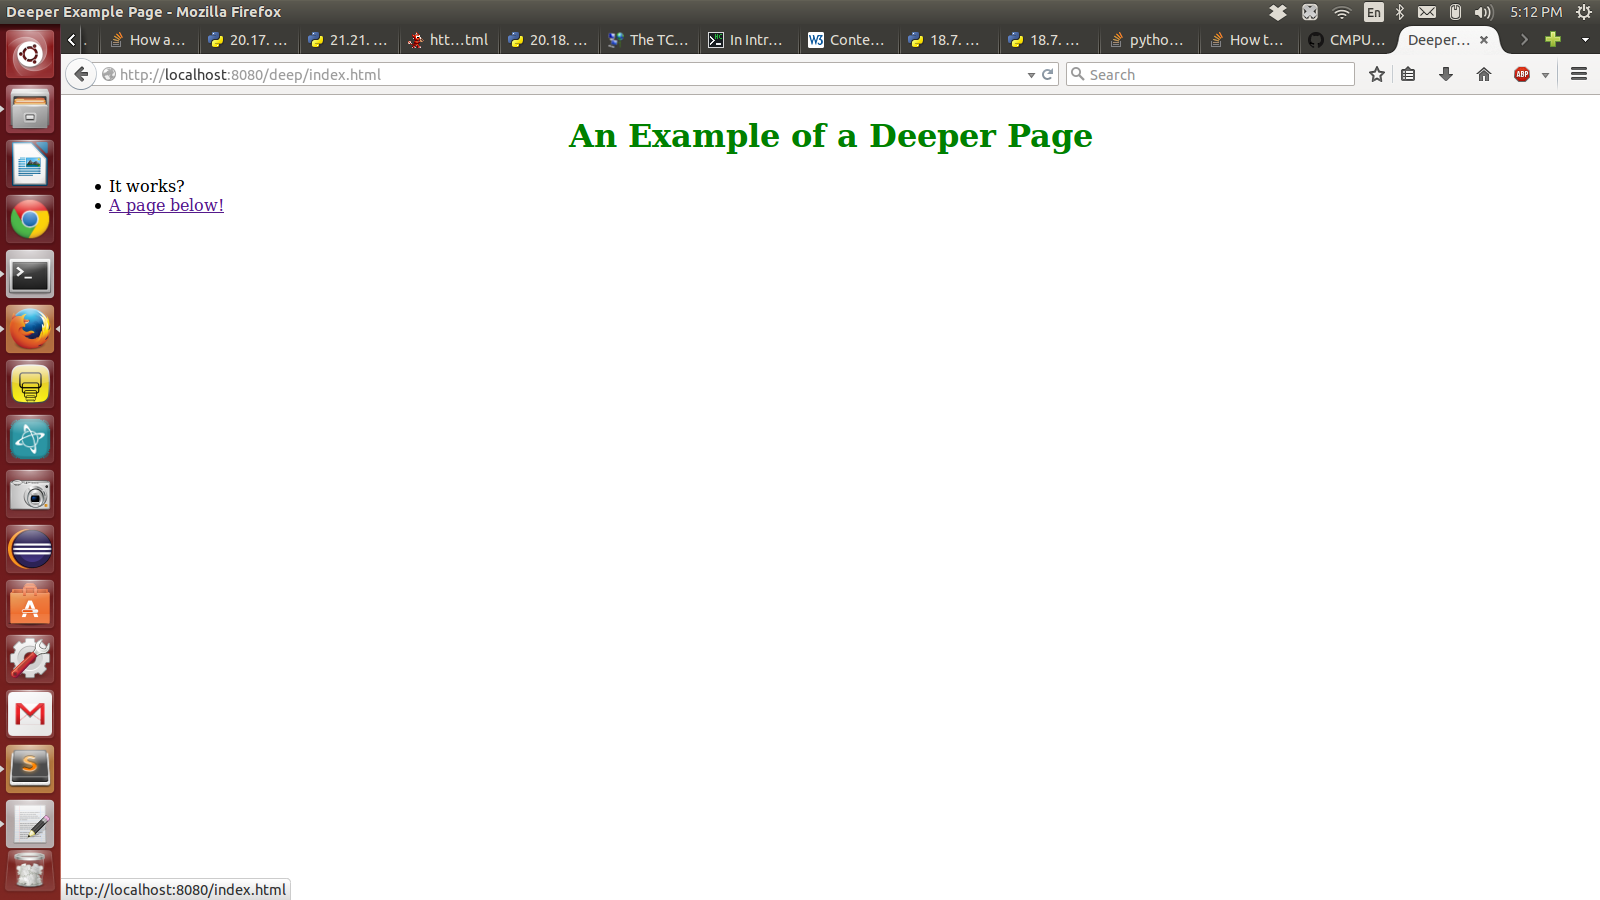 Deeper Example Page - Mozilla Firefox
En
5:12 PM
How a...
20.17. ...
21.21. ...
htt...tml
20.18. ...
The TC...
In Intr...
W3 Conte...
18.7. ...
18.7. ...
pytho...
How t...
CMPU...
Deeper...
http://localhost:8080/deep/index.html
Search
ABP
An Example of a Deeper Page
It works?
A page below!
http://localhost:8080/index.html